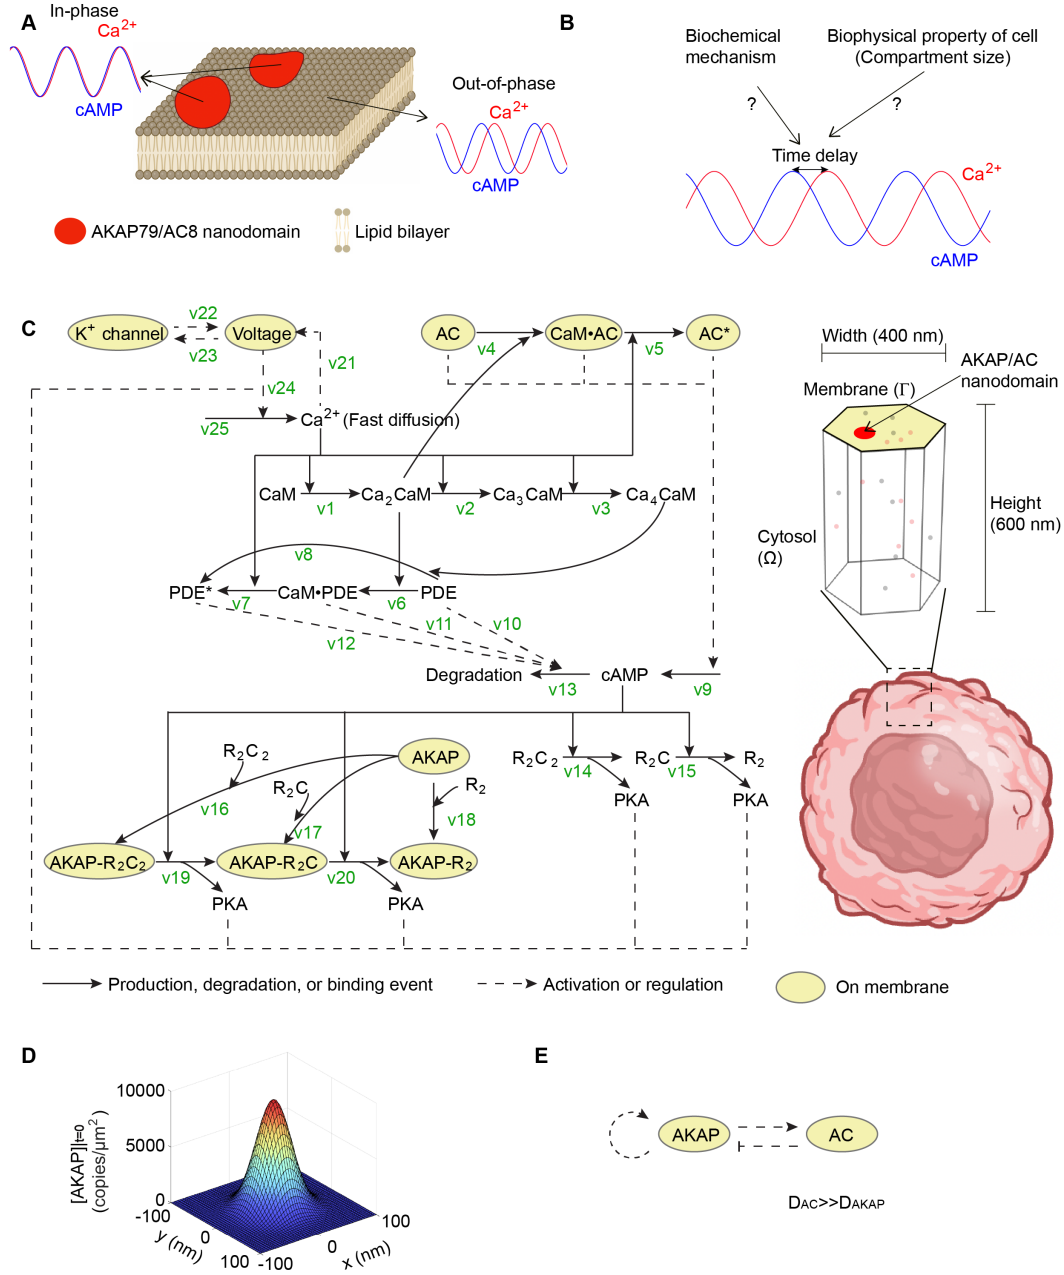 A
In-phase
Ca2+
cAMP
Out-of-phase
Ca2+
cAMP
AKAP79/AC8 nanodomain
Lipid bilayer
B
Biochemical
mechanism
Biophysical property of cell
(Compartment size)
?
?
Time delay
Ca2+
cAMP
C
K+ channel
v22
v23
Voltage
v21
v24
v25
Ca2+ (Fast diffusion)
AC
v4
CaM•AC
v5
AC*
CaM
v1
Ca2CaM
v2
Ca3CaM
v3
Ca4CaM
v8
PDE*
v7
CaM•PDE
v6
PDE
v12
v11
v10
Degradation
v13
cAMP
v9
R2C2
v16
R2C
v17
AKAP
R2
v18
R2C2
v14
R2C
v15
R2
PKA
PKA
AKAP-R2C2
v19
AKAP-R2C
v20
AKAP-R2
PKA
PKA
Width (400 nm)
AKAP/AC
nanodomain
Membrane (Γ)
Height
(600 nm)
Cytosol
(Ω)
Production, degradation, or binding event
Activation or regulation
On membrane
D
[AKAP]|t=0
(copies/µm2)
10000
5000
0
-100
0
100
y (nm)
-100
0
100
x (nm)
E
AKAP
AC
DAC>>DAKAP